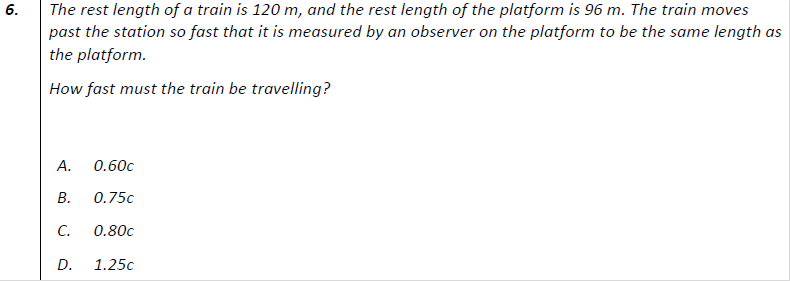 6. The rest length of a train is 120 m, and the rest length of the platform is 96 m. The train moves
past the station so fast that it is measured by an observer on the platform to be the same length as
the platform.
How fast must the train be travelling?
A. 0.60c
B. 0.75c
C. 0.80c
D. 1.25c